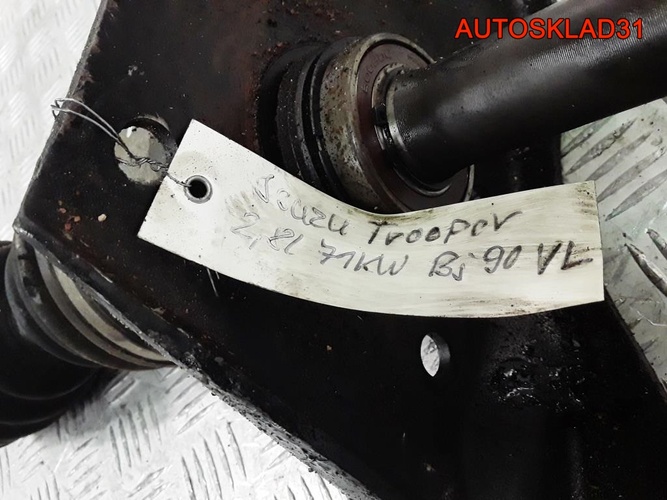 AUTOSKLAD31
Isuzu Trooper
2,8l 71KW Bj 90 VL